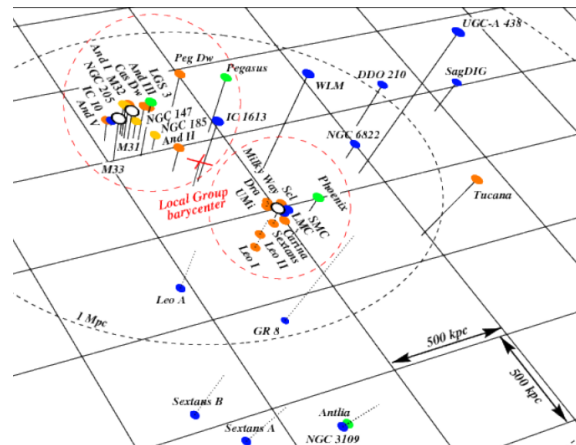 UGC-A 438
And I
Cas Dw
M32
NGC 205
IC 10
And V
And III
LGS 3
Peg Dw
Pegasus
WLM
DDO 210
SagDIG
NGC 147
NGC 185
And II
M31
M33
IC 1613
NGC 6822
Local Group
barycenter
Milky Way
Dra
UMi
Scl
LMC
SMC
Phoenix
Tucana
Carina
Sextans
Leo II
Leo I
Leo A
1 Mpc
GR 8
500 kpc
500 kpc
Sextans B
Sextans A
Antlia
NGC 3109